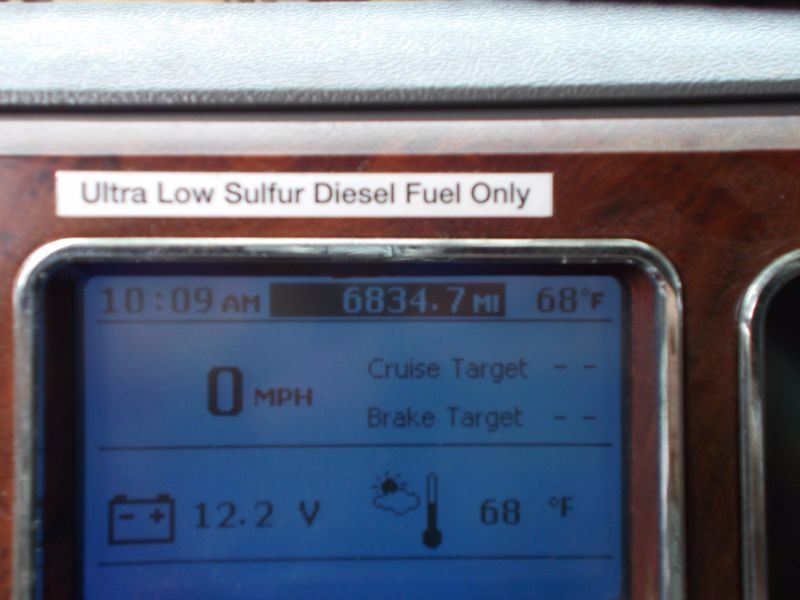 Ultra Low Sulfur Diesel Fuel Only
10:09 AM 6834.7 MI 68°F
0 MPH
Cruise Target - -
Brake Target - -
12.2 V 68 °F